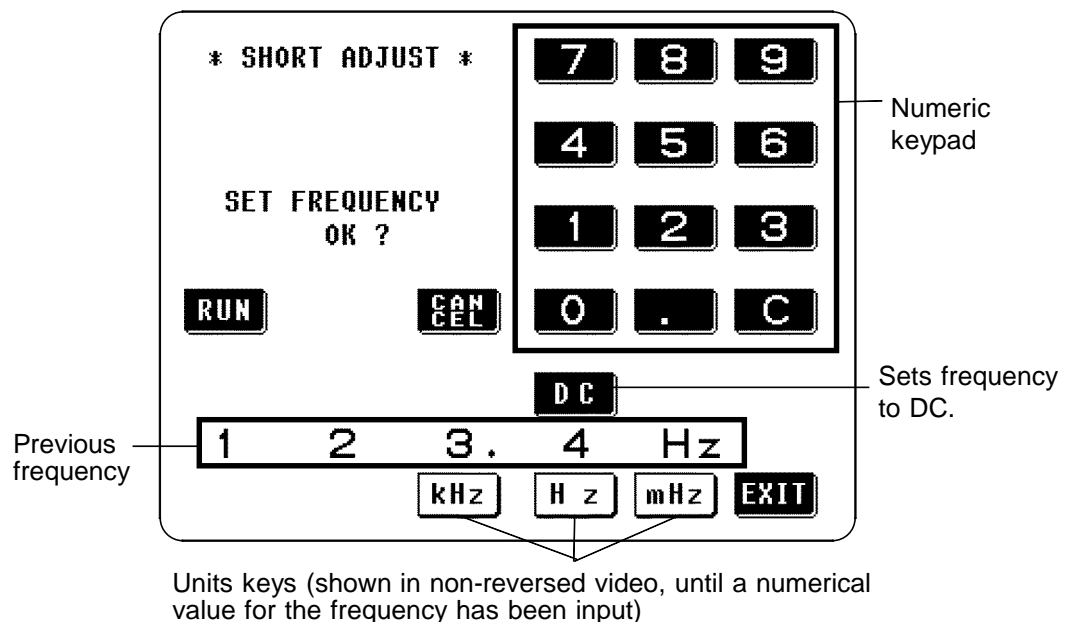 * SHORT ADJUST *
7 8 9
Numeric
keypad
4 5 6
SET FREQUENCY
OK ?
1 2 3
RUN
CAN
CEL
0 . C
DC
Sets frequency
to DC.
Previous
frequency
1 2 3. 4 Hz
kHz Hz mHz EXIT
Units keys (shown in non-reversed video, until a numerical
value for the frequency has been input)